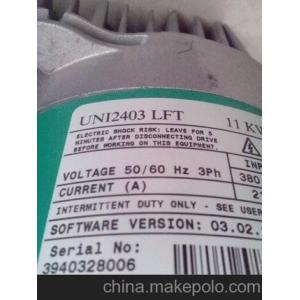 UNI2403 LFT 11 KW
ELECTRIC SHOCK RISK: LEAVE FOR 5
MINUTES AFTER DISCONNECTING DRIVE
BEFORE WORKING ON THIS EQUIPMENT
INP
VOLTAGE 50/60 Hz 3Ph 380
CURRENT (A) 2
INTERMITTENT DUTY ONLY - SEE USER
SOFTWARE VERSION: 03.02.
Serial No:
3940328006
china.makepolo.com